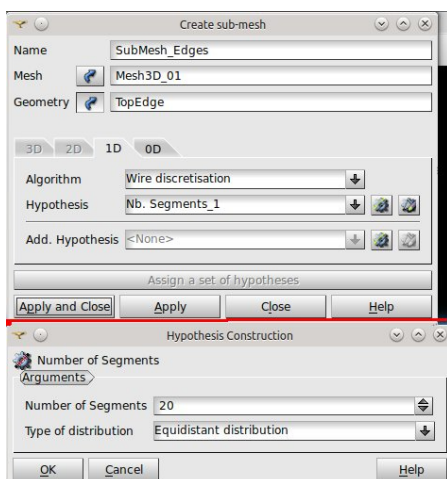 Create sub-mesh
Name SubMesh_Edges
Mesh Mesh3D_01
Geometry TopEdge
3D 2D 1D 0D
Algorithm Wire discretisation
Hypothesis Nb. Segments_1
Add. Hypothesis <None>
Assign a set of hypotheses
Apply and Close Apply Close Help
Hypothesis Construction
Number of Segments
Arguments
Number of Segments 20
Type of distribution Equidistant distribution
OK Cancel Help